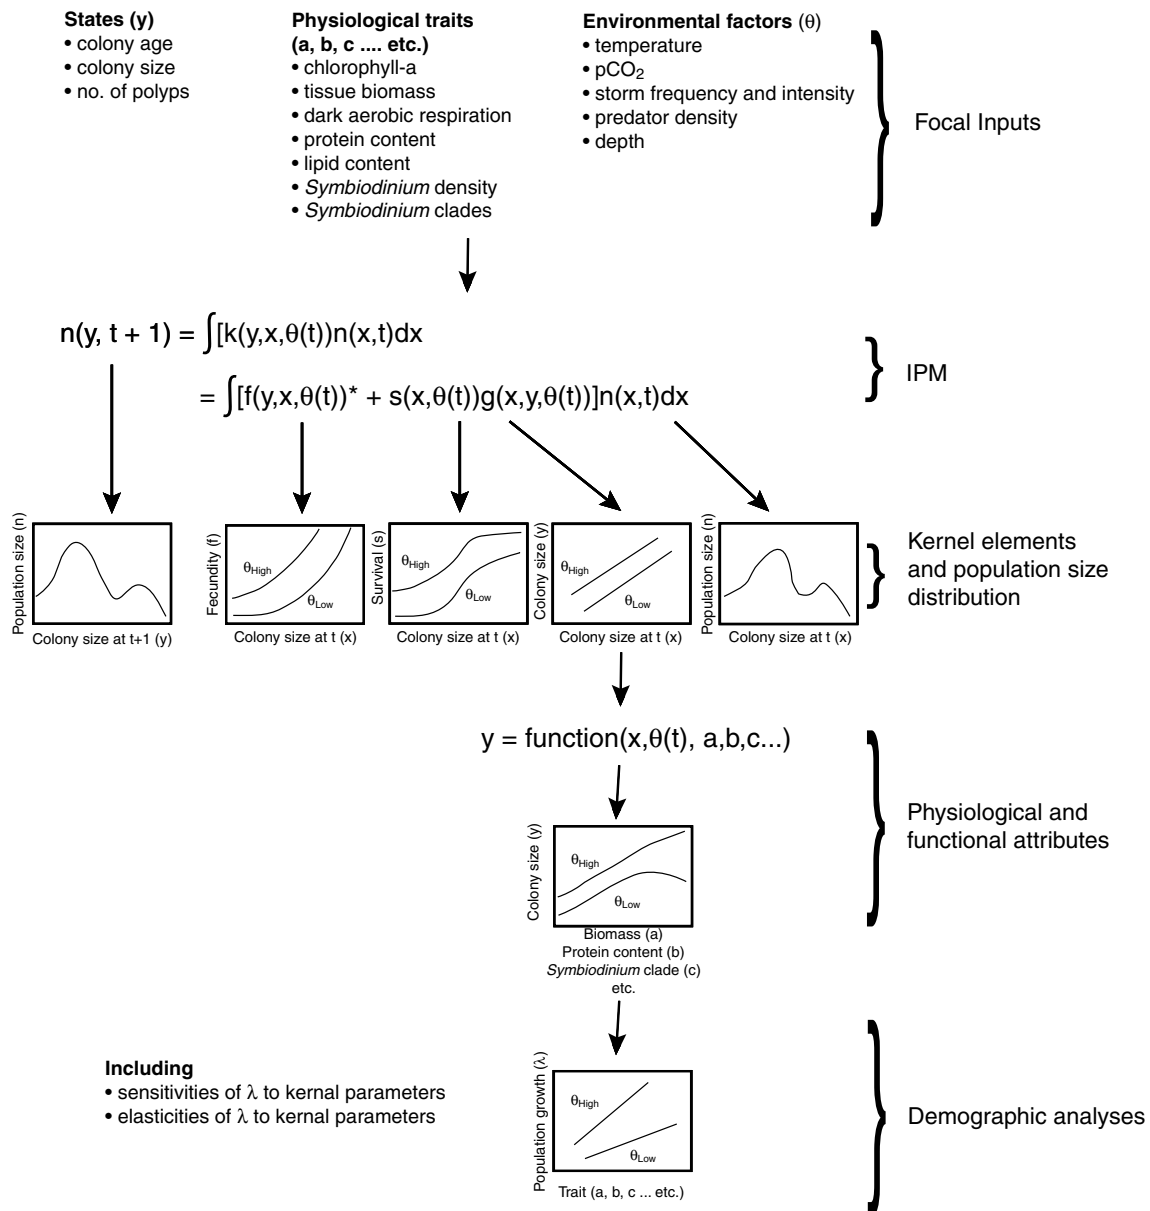 States (y)
• colony age
• colony size
• no. of polyps
Physiological traits
(a, b, c .... etc.)
• chlorophyll-a
• tissue biomass
• dark aerobic respiration
• protein content
• lipid content
• Symbiodinium density
• Symbiodinium clades
Environmental factors (θ)
• temperature
• pCO2
• storm frequency and intensity
• predator density
• depth
Focal Inputs
n(y, t + 1) = ∫[k(y,x,θ(t))n(x,t)dx
= ∫[f(y,x,θ(t))* + s(x,θ(t))g(x,y,θ(t))]n(x,t)dx
IPM
Population size (n)
Colony size at t+1 (y)
Fecundity (f)
θHigh
θLow
Colony size at t (x)
Survival (s)
θHigh
θLow
Colony size at t (x)
Colony size (y)
θHigh
θLow
Colony size at t (x)
Population size (n)
Colony size at t (x)
Kernel elements
and population size
distribution
y = function(x,θ(t), a,b,c...)
Colony size (y)
θHigh
θLow
Biomass (a)
Protein content (b)
Symbiodinium clade (c)
etc.
Physiological and
functional attributes
Including
• sensitivities of λ to kernal parameters
• elasticities of λ to kernal parameters
Population growth (λ)
θHigh
θLow
Trait (a, b, c ... etc.)
Demographic analyses